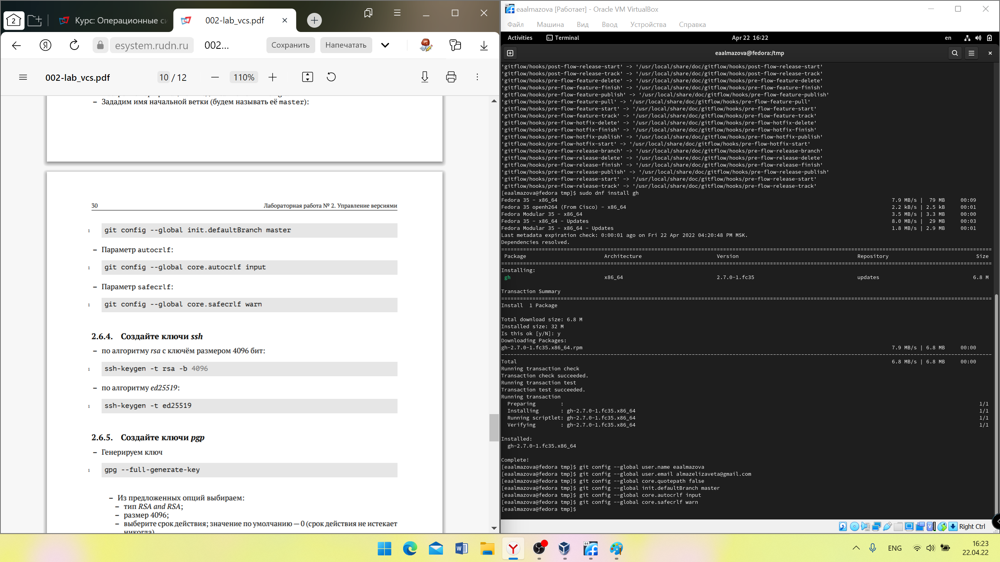 2
Курс: Операционные си
002-lab_vcs.pdf
esystem.rudn.ru
002...
Сохранить
Напечатать
002-lab_vcs.pdf
10 / 12
110%
– Зададим имя начальной ветки (будем называть её master):
30
Лабораторная работа № 2. Управление версиями
1 git config --global init.defaultBranch master
– Параметр autocrlf:
1 git config --global core.autocrlf input
– Параметр safecrlf:
1 git config --global core.safecrlf warn
2.6.4. Создайте ключи ssh
– по алгоритму rsa с ключём размером 4096 бит:
1 ssh-keygen -t rsa -b 4096
– по алгоритму ed25519:
1 ssh-keygen -t ed25519
2.6.5. Создайте ключи pgp
– Генерируем ключ
1 gpg --full-generate-key
– Из предложенных опций выбираем:
– тип RSA and RSA;
– размер 4096;
– выберите срок действия; значение по умолчанию — 0 (срок действия не истекает
никогда)
eaalmazova [Работает] - Oracle VM VirtualBox
Файл Машина Вид Ввод Устройства Справка
Activities Terminal Apr 22 16:22 en
eaalmazova@fedora:/tmp
'gitflow/hooks/post-flow-release-start' -> '/usr/local/share/doc/gitflow/hooks/post-flow-release-start'
'gitflow/hooks/post-flow-release-track' -> '/usr/local/share/doc/gitflow/hooks/post-flow-release-track'
'gitflow/hooks/pre-flow-feature-delete' -> '/usr/local/share/doc/gitflow/hooks/pre-flow-feature-delete'
'gitflow/hooks/pre-flow-feature-finish' -> '/usr/local/share/doc/gitflow/hooks/pre-flow-feature-finish'
'gitflow/hooks/pre-flow-feature-publish' -> '/usr/local/share/doc/gitflow/hooks/pre-flow-feature-publish'
'gitflow/hooks/pre-flow-feature-pull' -> '/usr/local/share/doc/gitflow/hooks/pre-flow-feature-pull'
'gitflow/hooks/pre-flow-feature-start' -> '/usr/local/share/doc/gitflow/hooks/pre-flow-feature-start'
'gitflow/hooks/pre-flow-feature-track' -> '/usr/local/share/doc/gitflow/hooks/pre-flow-feature-track'
'gitflow/hooks/pre-flow-hotfix-delete' -> '/usr/local/share/doc/gitflow/hooks/pre-flow-hotfix-delete'
'gitflow/hooks/pre-flow-hotfix-finish' -> '/usr/local/share/doc/gitflow/hooks/pre-flow-hotfix-finish'
'gitflow/hooks/pre-flow-hotfix-publish' -> '/usr/local/share/doc/gitflow/hooks/pre-flow-hotfix-publish'
'gitflow/hooks/pre-flow-hotfix-start' -> '/usr/local/share/doc/gitflow/hooks/pre-flow-hotfix-start'
'gitflow/hooks/pre-flow-release-branch' -> '/usr/local/share/doc/gitflow/hooks/pre-flow-release-branch'
'gitflow/hooks/pre-flow-release-delete' -> '/usr/local/share/doc/gitflow/hooks/pre-flow-release-delete'
'gitflow/hooks/pre-flow-release-finish' -> '/usr/local/share/doc/gitflow/hooks/pre-flow-release-finish'
'gitflow/hooks/pre-flow-release-publish' -> '/usr/local/share/doc/gitflow/hooks/pre-flow-release-publish'
'gitflow/hooks/pre-flow-release-start' -> '/usr/local/share/doc/gitflow/hooks/pre-flow-release-start'
'gitflow/hooks/pre-flow-release-track' -> '/usr/local/share/doc/gitflow/hooks/pre-flow-release-track'
[eaalmazova@fedora tmp]$ sudo dnf install gh
Fedora 35 - x86_64 7.9 MB/s | 79 MB 00:09
Fedora 35 openh264 (From Cisco) - x86_64 2.2 kB/s | 2.5 kB 00:01
Fedora Modular 35 - x86_64 3.5 MB/s | 3.3 MB 00:00
Fedora 35 - x86_64 - Updates 8.0 MB/s | 29 MB 00:03
Fedora Modular 35 - x86_64 - Updates 1.8 MB/s | 2.9 MB 00:01
Last metadata expiration check: 0:00:01 ago on Fri 22 Apr 2022 04:20:48 PM MSK.
Dependencies resolved.
Package Architecture Version Repository Size
Installing:
gh x86_64 2.7.0-1.fc35 updates 6.8 M
Transaction Summary
Install 1 Package
Total download size: 6.8 M
Installed size: 32 M
Is this ok [y/N]: y
Downloading Packages:
gh-2.7.0-1.fc35.x86_64.rpm 7.9 MB/s | 6.8 MB 00:00
Total 6.8 MB/s | 6.8 MB 00:00
Running transaction check
Transaction check succeeded.
Running transaction test
Transaction test succeeded.
Running transaction
Preparing : 1/1
Installing : gh-2.7.0-1.fc35.x86_64 1/1
Running scriptlet: gh-2.7.0-1.fc35.x86_64 1/1
Verifying : gh-2.7.0-1.fc35.x86_64 1/1
Installed:
gh-2.7.0-1.fc35.x86_64
Complete!
[eaalmazova@fedora tmp]$ git config --global user.name eaalmazova
[eaalmazova@fedora tmp]$ git config --global user.email almazelizaveta@gmail.com
[eaalmazova@fedora tmp]$ git config --global core.quotepath false
[eaalmazova@fedora tmp]$ git config --global init.defaultBranch master
[eaalmazova@fedora tmp]$ git config --global core.autocrlf input
[eaalmazova@fedora tmp]$ git config --global core.safecrlf warn
[eaalmazova@fedora tmp]$
Right Ctrl
ENG
16:23
22.04.22